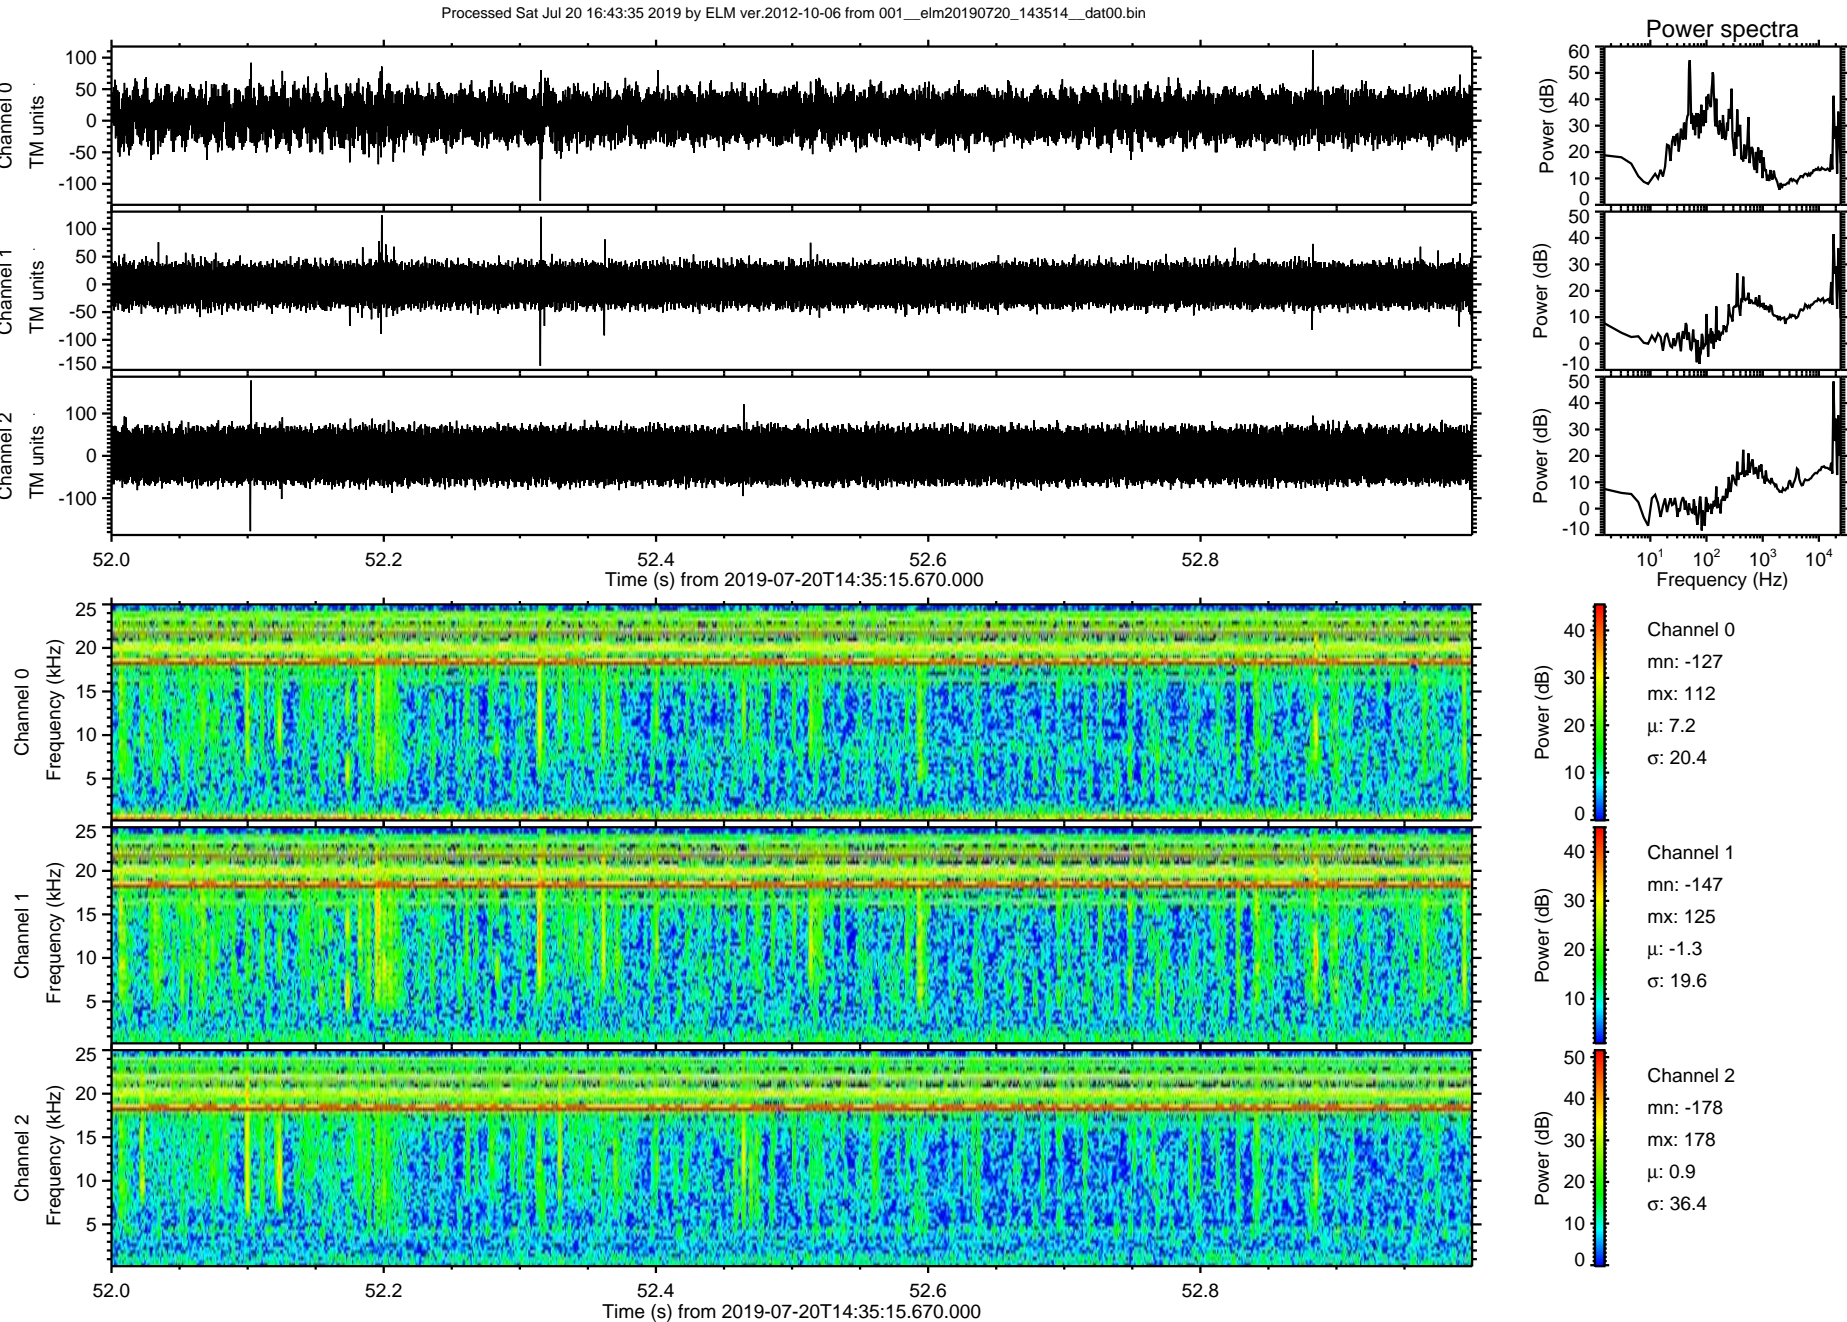 Processed Sat Jul 20 16:43:35 2019 by ELM ver.2012-10-06 from 001__elm20190720_143514__dat00.bin
Power spectra
Channel 0
TM units
100
50
0
-50
-100
Power (dB)
60
50
40
30
20
10
0
Channel 1
TM units
100
50
0
-50
-100
-150
Power (dB)
50
40
30
20
10
0
-10
Channel 2
TM units
100
0
-100
Power (dB)
50
40
30
20
10
0
-10
52.0 52.2 52.4 52.6 52.8
Time (s) from 2019-07-20T14:35:15.670.000
10¹ 10² 10³ 10⁴
Frequency (Hz)
Channel 0
Frequency (kHz)
25
20
15
10
5
Power (dB)
40
30
20
10
0
Channel 0
mn: -127
mx: 112
μ: 7.2
σ: 20.4
Channel 1
Frequency (kHz)
25
20
15
10
5
Power (dB)
40
30
20
10
Channel 1
mn: -147
mx: 125
μ: -1.3
σ: 19.6
Channel 2
Frequency (kHz)
25
20
15
10
5
Power (dB)
50
40
30
20
10
0
Channel 2
mn: -178
mx: 178
μ: 0.9
σ: 36.4
52.0 52.2 52.4 52.6 52.8
Time (s) from 2019-07-20T14:35:15.670.000